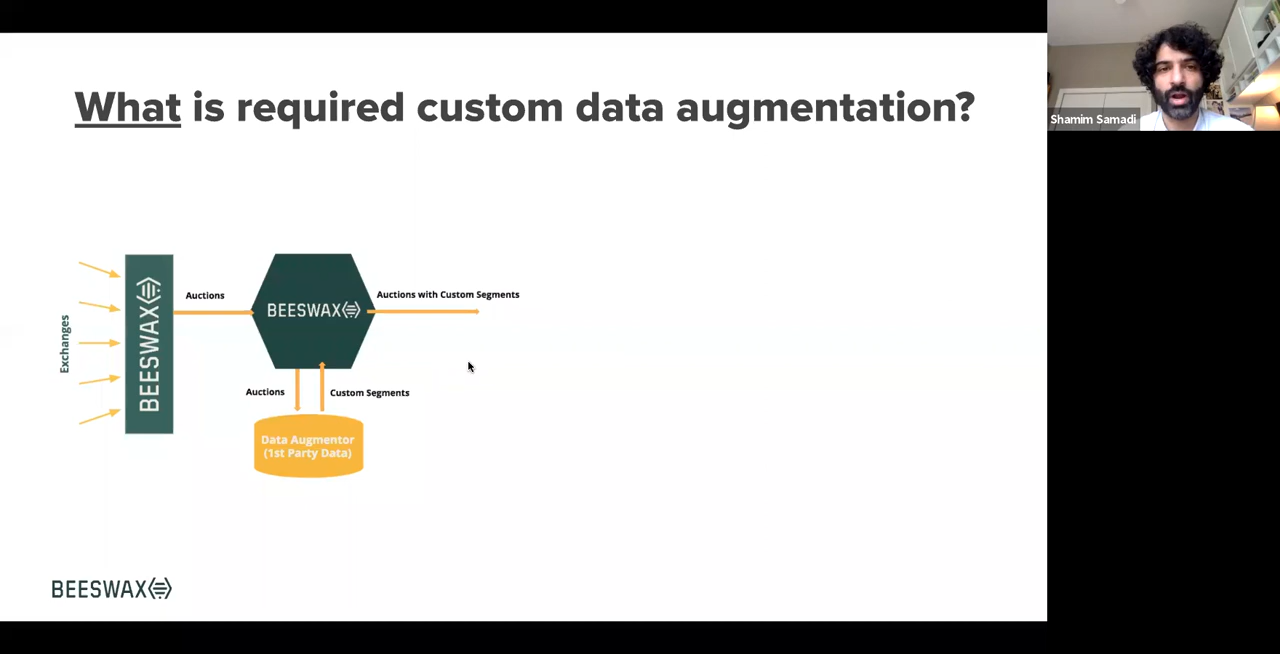 What is required custom data augmentation?
Shamim Samadi
Exchanges
BEESWAX
Auctions
BEESWAX
Auctions with Custom Segments
Auctions
Custom Segments
Data Augmentor
(1st Party Data)
BEESWAX